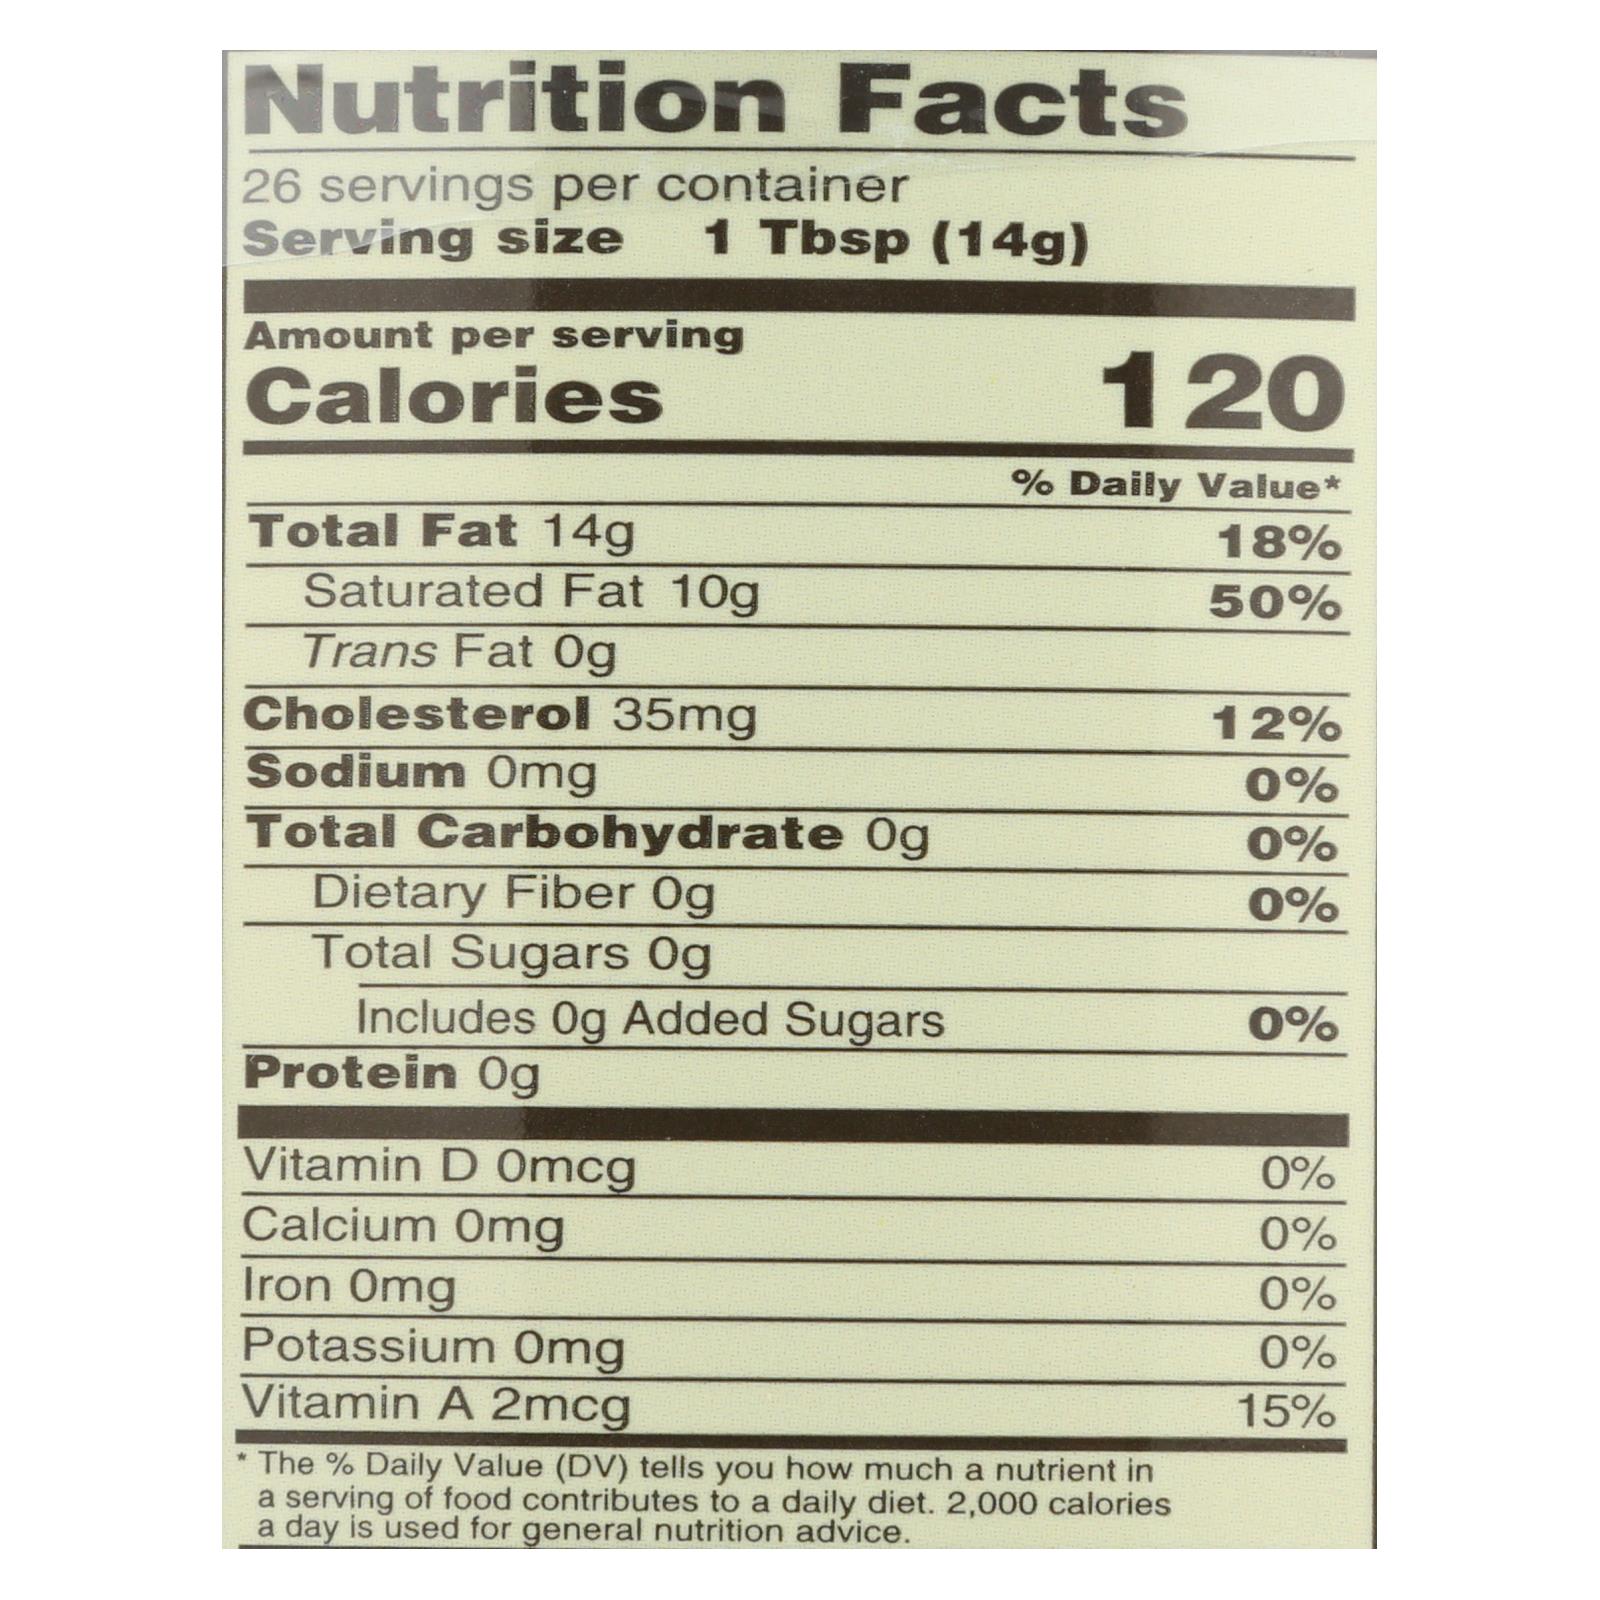 Nutrition Facts
26 servings per container
Serving size 1 Tbsp (14g)
Amount per serving
Calories 120
% Daily Value*
Total Fat 14g 18%
Saturated Fat 10g 50%
Trans Fat 0g
Cholesterol 35mg 12%
Sodium 0mg 0%
Total Carbohydrate 0g 0%
Dietary Fiber 0g 0%
Total Sugars 0g
Includes 0g Added Sugars 0%
Protein 0g
Vitamin D 0mcg 0%
Calcium 0mg 0%
Iron 0mg 0%
Potassium 0mg 0%
Vitamin A 2mcg 15%
* The % Daily Value (DV) tells you how much a nutrient in
a serving of food contributes to a daily diet. 2,000 calories
a day is used for general nutrition advice.